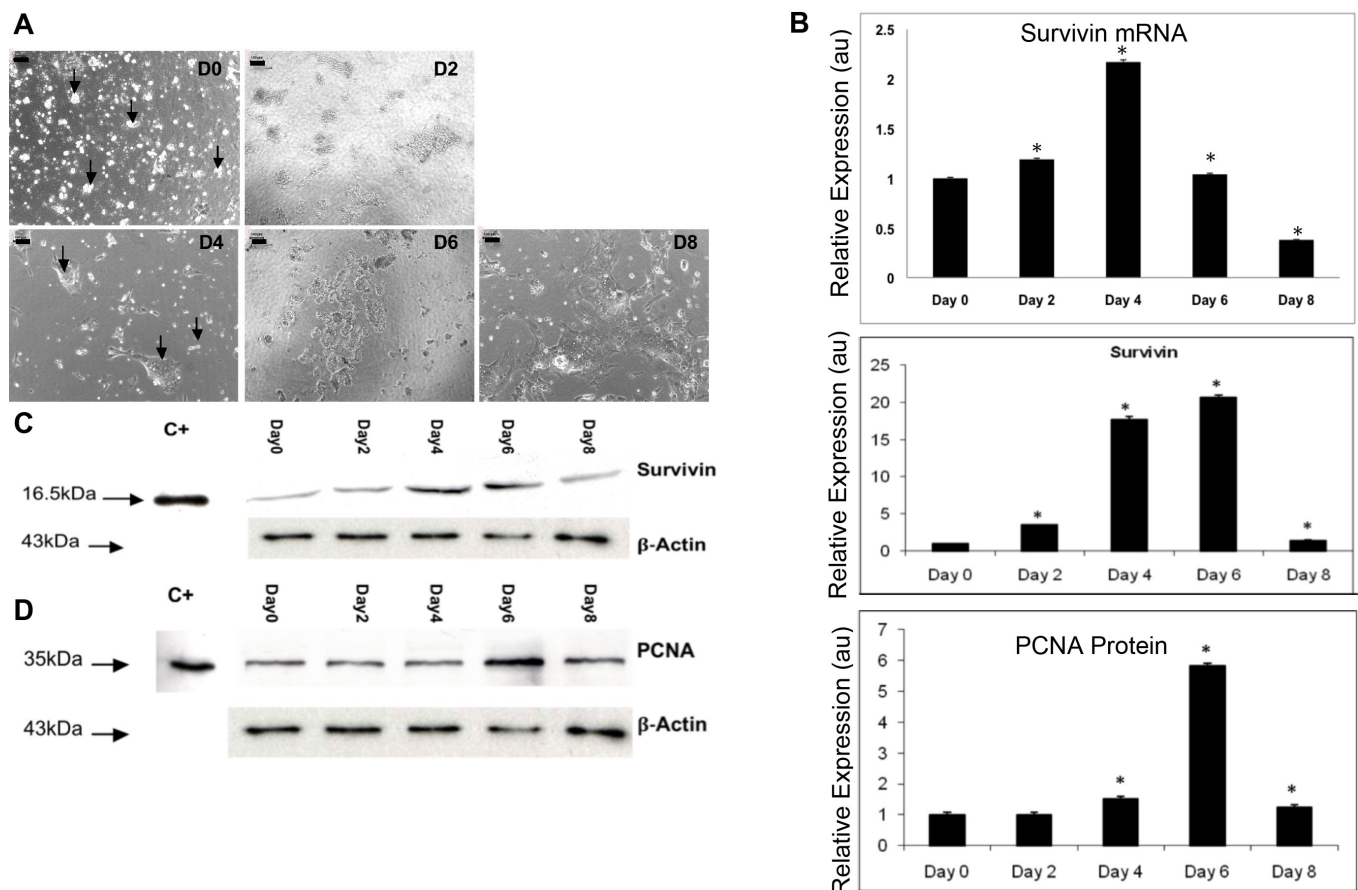 A
D0
D2
D4
D6
D8
B
Survivin mRNA
Relative Expression (au)
2.5
2
1.5
1
0.5
0
*
*
*
*
Day 0 Day 2 Day 4 Day 6 Day 8
Survivin
Relative Expression (au)
25
20
15
10
5
0
*
*
*
*
Day 0 Day 2 Day 4 Day 6 Day 8
PCNA Protein
Relative Expression (au)
7
6
5
4
3
2
1
0
*
*
*
Day 0 Day 2 Day 4 Day 6 Day 8
C
C+ Day0 Day2 Day4 Day6 Day8
Survivin
16.5kDa
43kDa
β-Actin
D
C+ Day0 Day2 Day4 Day6 Day8
PCNA
35kDa
43kDa
β-Actin